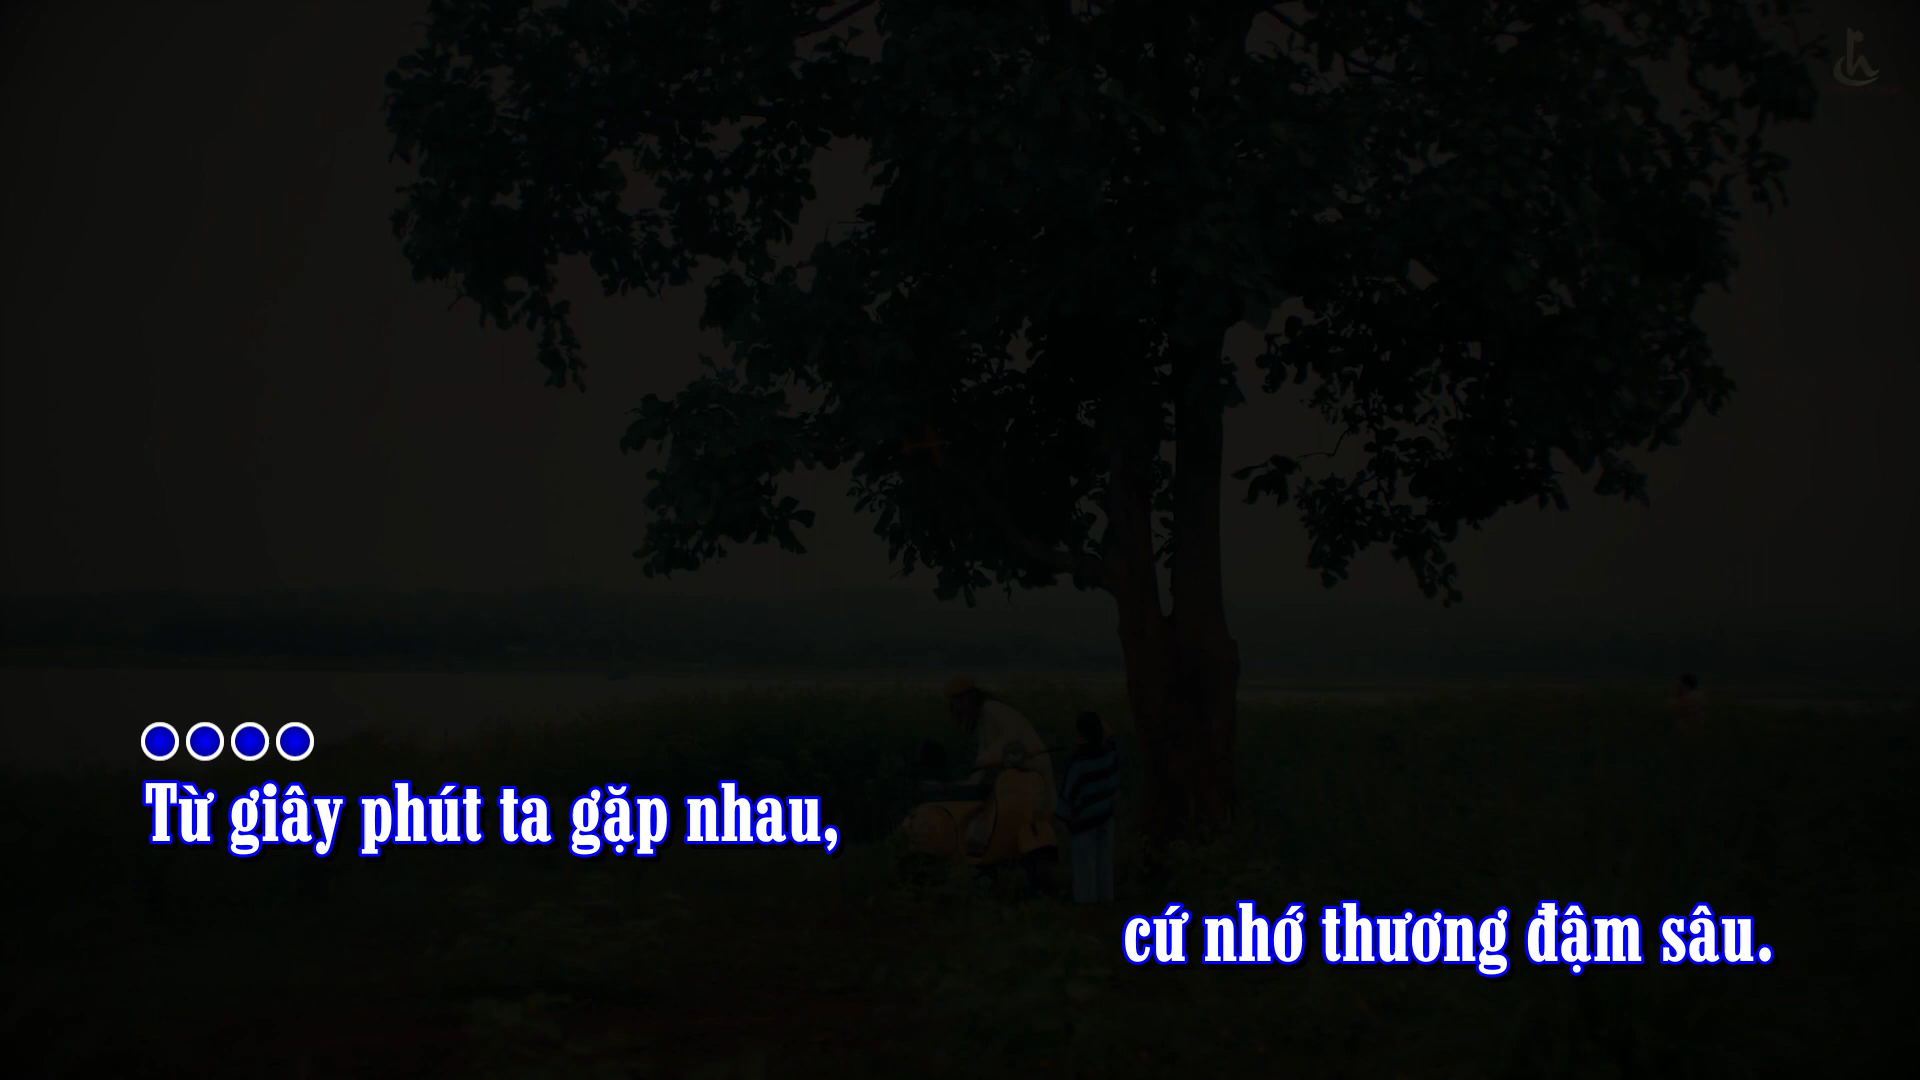 Từ giây phút ta gặp nhau,
cứ nhớ thương đậm sâu.